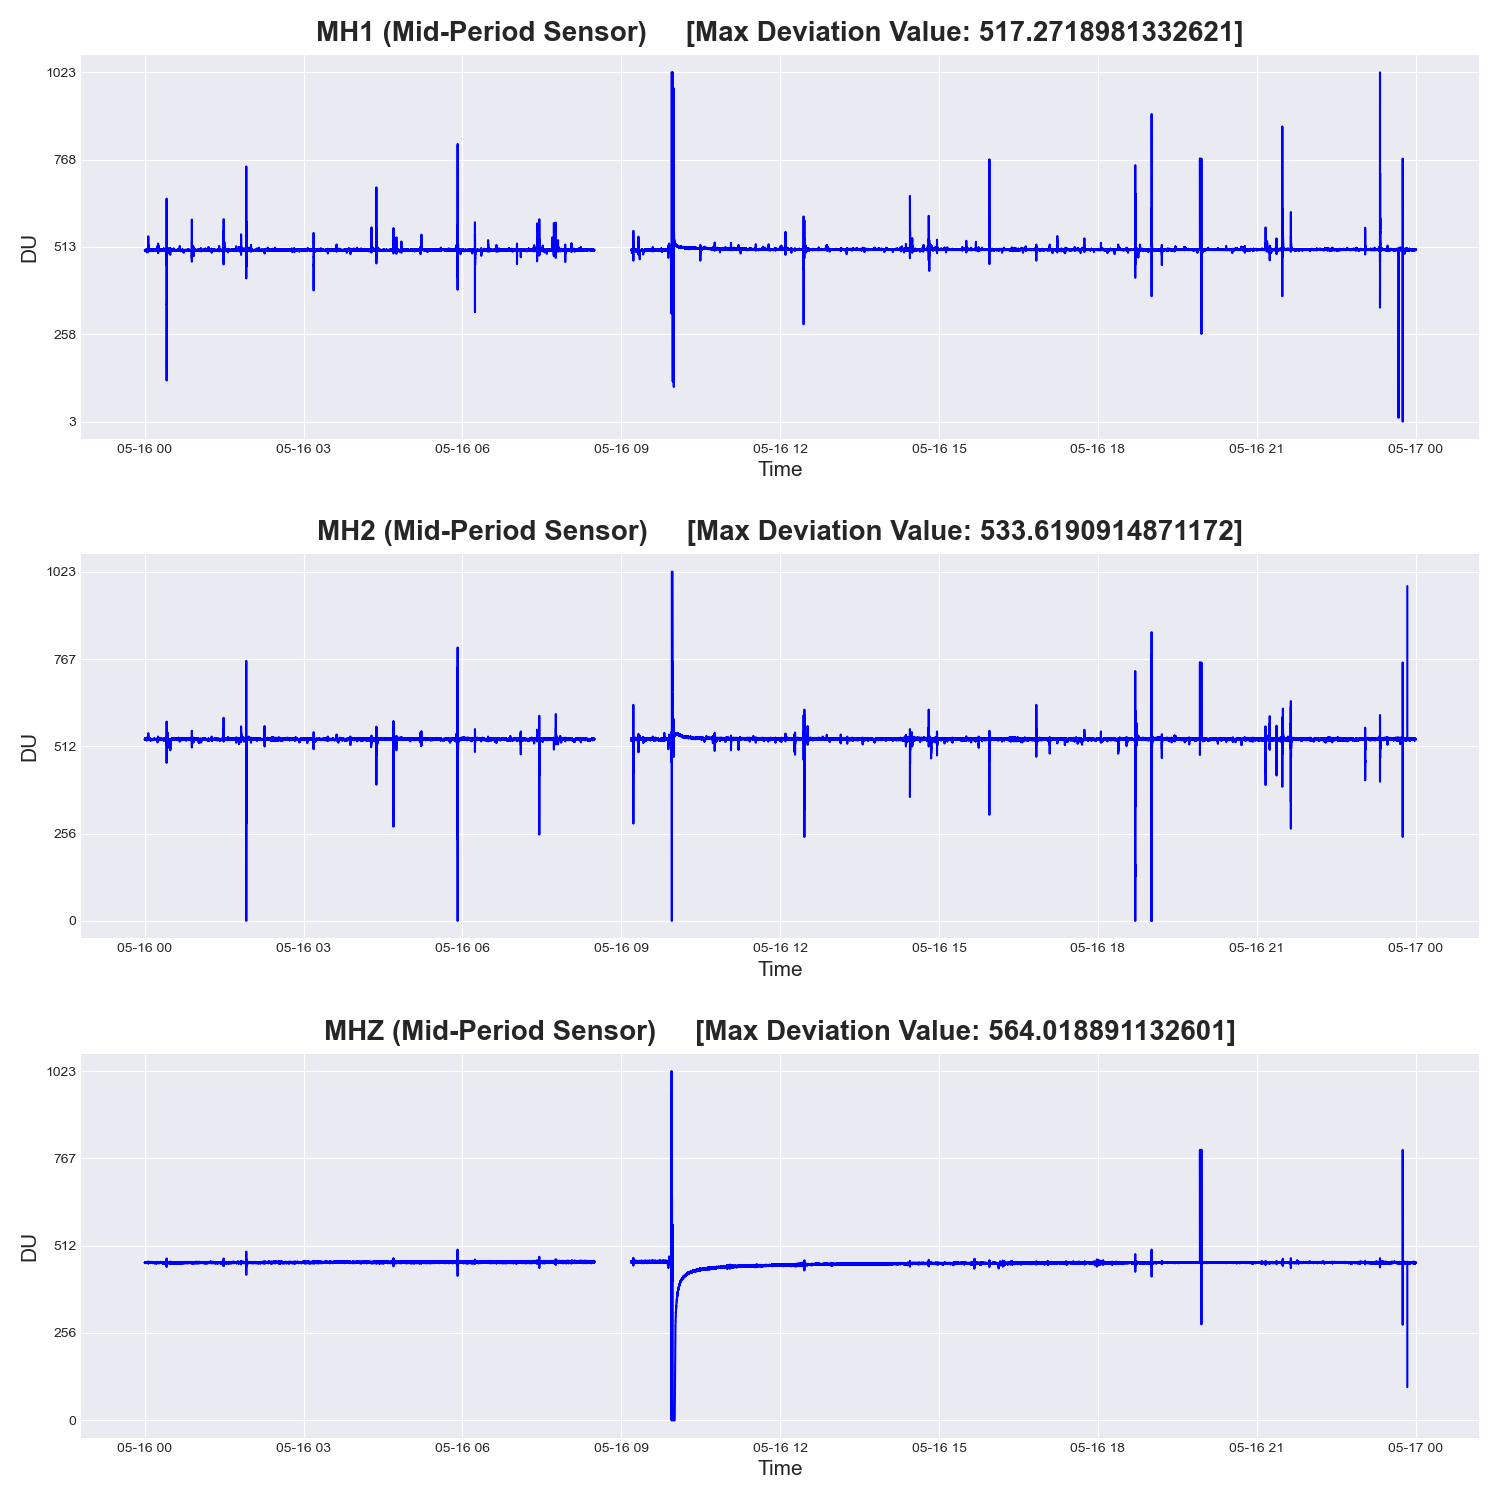 MH1 (Mid-Period Sensor) [Max Deviation Value: 517.2718981332621]
1023
768
513
258
3
DU
05-16 00 05-16 03 05-16 06 05-16 09 05-16 12 05-16 15 05-16 18 05-16 21 05-17 00
Time
MH2 (Mid-Period Sensor) [Max Deviation Value: 533.6190914871172]
1023
767
512
256
0
DU
05-16 00 05-16 03 05-16 06 05-16 09 05-16 12 05-16 15 05-16 18 05-16 21 05-17 00
Time
MHZ (Mid-Period Sensor) [Max Deviation Value: 564.018891132601]
1023
767
512
256
0
DU
05-16 00 05-16 03 05-16 06 05-16 09 05-16 12 05-16 15 05-16 18 05-16 21 05-17 00
Time